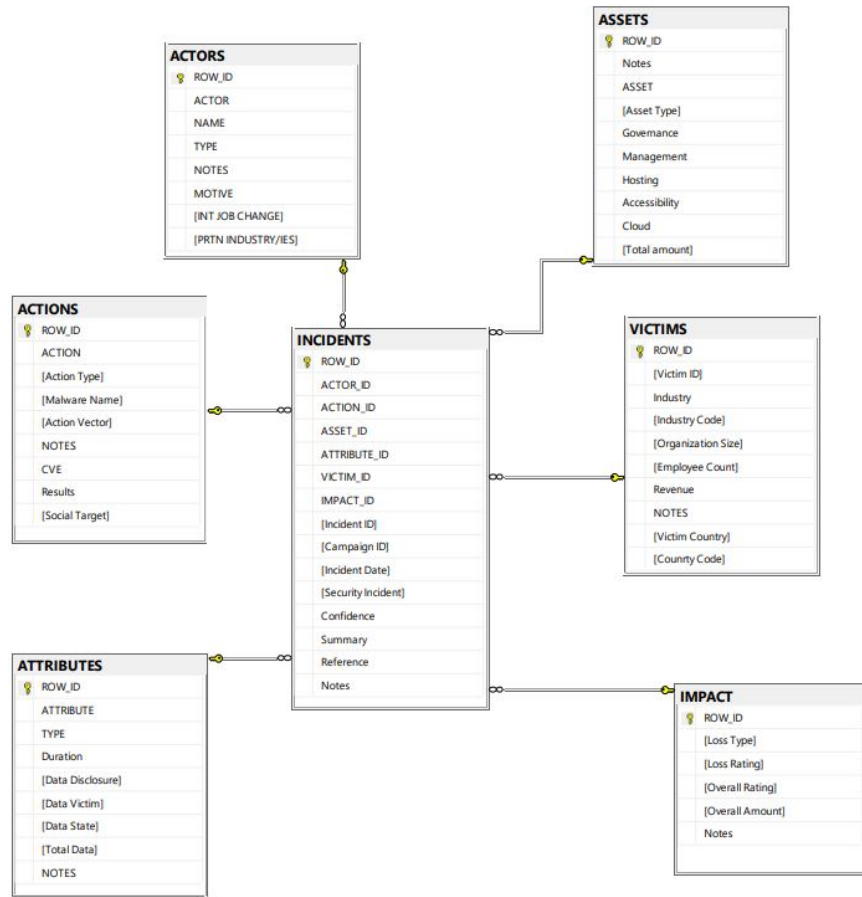 ACTORS
ROW_ID
ACTOR
NAME
TYPE
NOTES
MOTIVE
[INT JOB CHANGE]
[PRTN INDUSTRY/IES]
ASSETS
ROW_ID
Notes
ASSET
[Asset Type]
Governance
Management
Hosting
Accessibility
Cloud
[Total amount]
ACTIONS
ROW_ID
ACTION
[Action Type]
[Malware Name]
[Action Vector]
NOTES
CVE
Results
[Social Target]
INCIDENTS
ROW_ID
ACTOR_ID
ACTION_ID
ASSET_ID
ATTRIBUTE_ID
VICTIM_ID
IMPACT_ID
[Incident ID]
[Campaign ID]
[Incident Date]
[Security Incident]
Confidence
Summary
Reference
Notes
VICTIMS
ROW_ID
[Victim ID]
Industry
[Industry Code]
[Organization Size]
[Employee Count]
Revenue
NOTES
[Victim Country]
[Counrty Code]
ATTRIBUTES
ROW_ID
ATTRIBUTE
TYPE
Duration
[Data Disclosure]
[Data Victim]
[Data State]
[Total Data]
NOTES
IMPACT
ROW_ID
[Loss Type]
[Loss Rating]
[Overall Rating]
[Overall Amount]
Notes